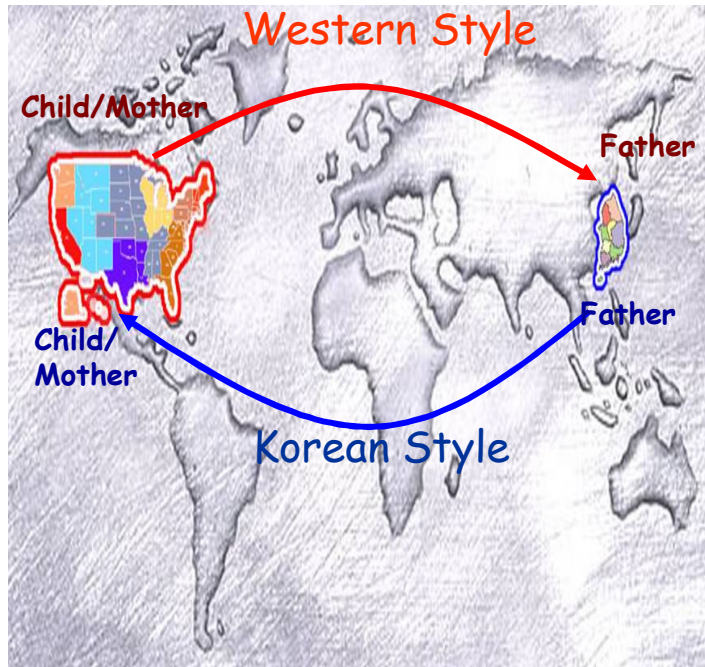 Western Style
Child/Mother
Father
Father
Child/
Mother
Korean Style